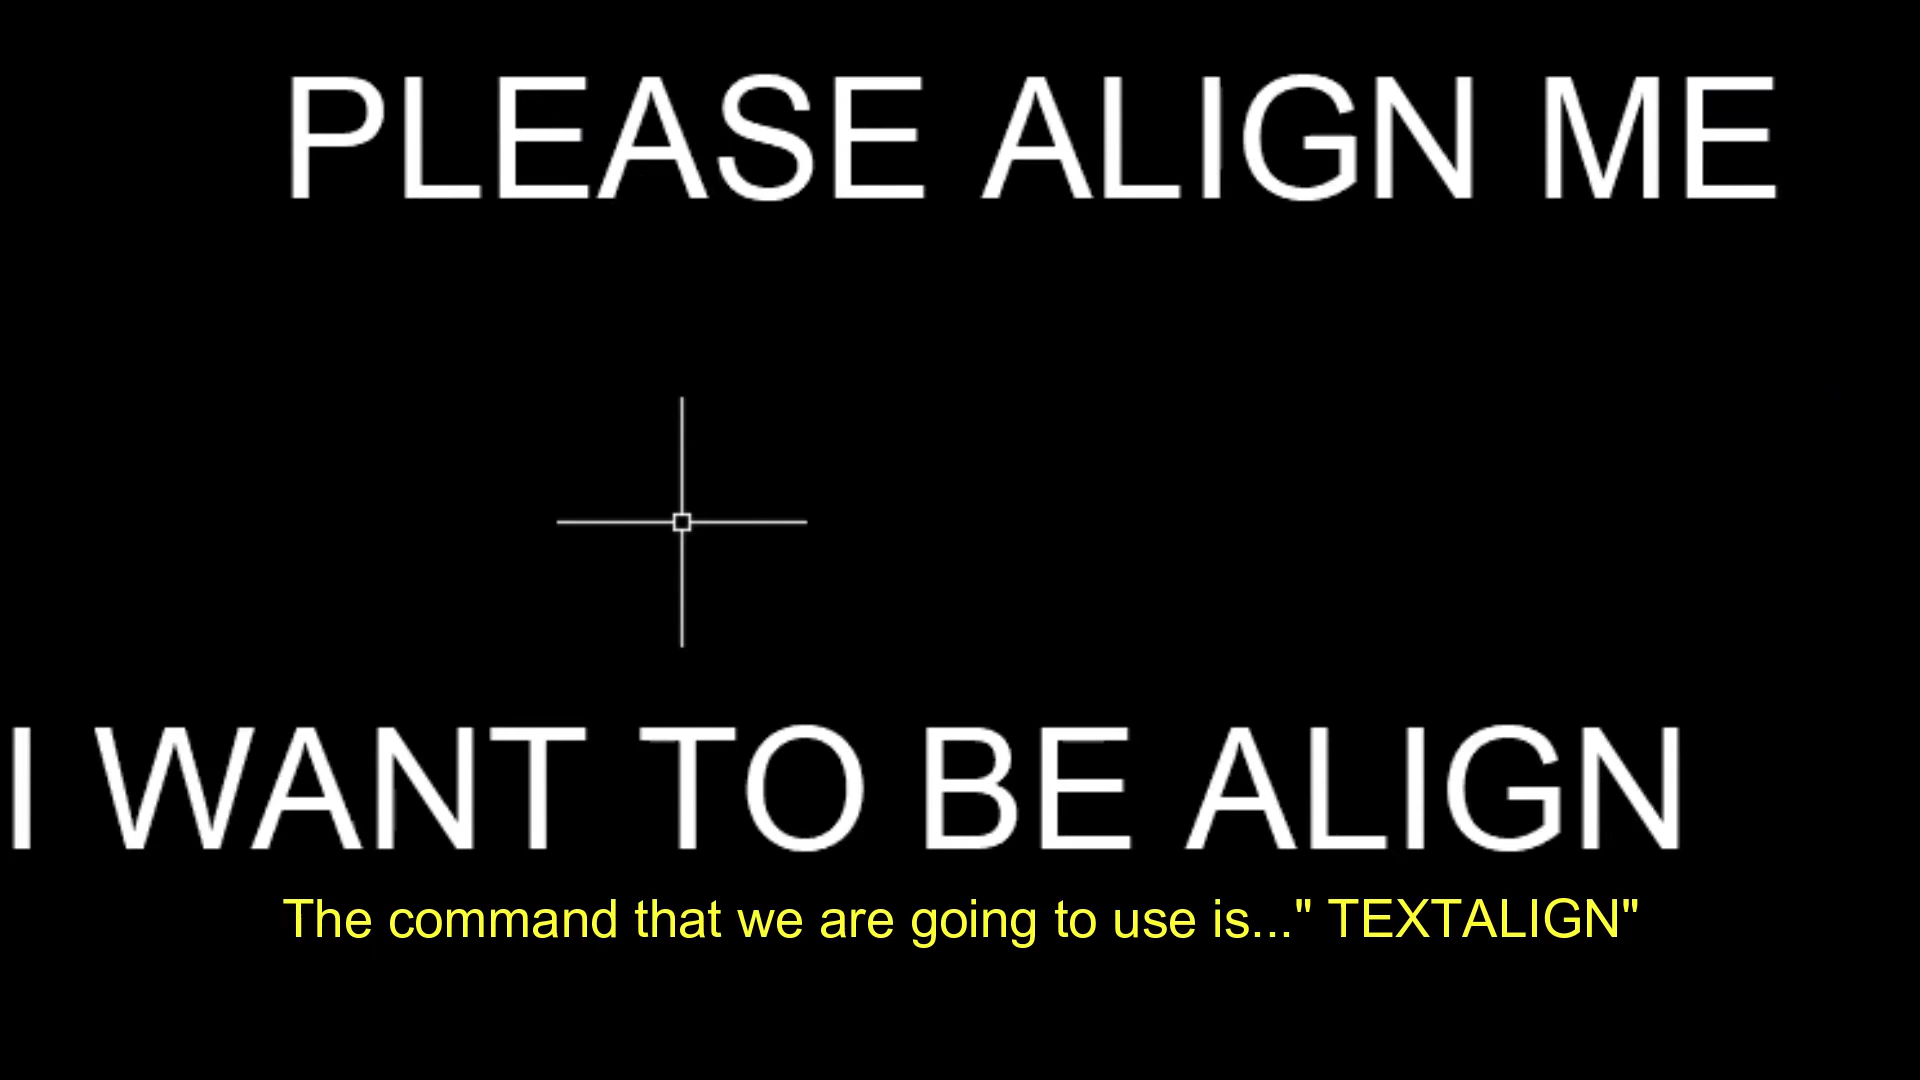 PLEASE ALIGN ME
I WANT TO BE ALIGN
The command that we are going to use is..." TEXTALIGN"